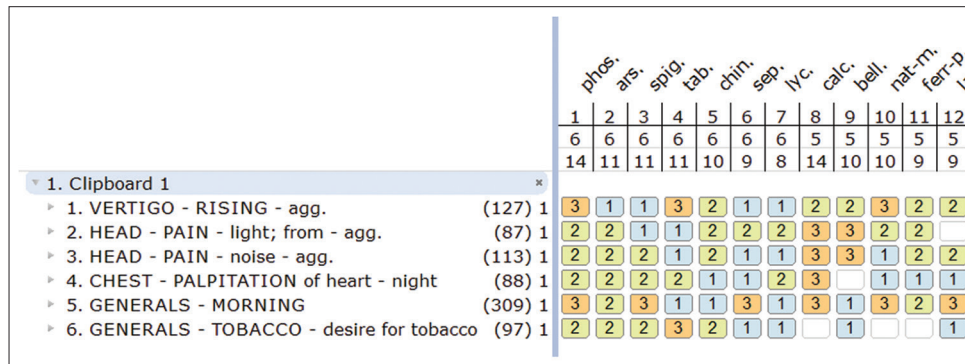 phos. ars. spig. tab. chin. sep. lyc. calc. bell. nat-m. ferr-p.
1 2 3 4 5 6 7 8 9 10 11 12
6 6 6 6 6 6 6 5 5 5 5 5
14 11 11 11 10 9 8 14 10 10 9 9
1. Clipboard 1 ×
1. VERTIGO - RISING - agg. (127) 1 3 1 1 3 2 1 1 2 2 3 2 2
2. HEAD - PAIN - light; from - agg. (87) 1 2 2 1 1 2 2 2 3 3 2 2
3. HEAD - PAIN - noise - agg. (113) 1 2 2 2 1 2 1 1 3 3 1 2 2
4. CHEST - PALPITATION of heart - night (88) 1 2 2 2 2 1 1 2 3 1 1 1
5. GENERALS - MORNING (309) 1 3 2 3 1 1 3 1 3 1 3 2 3
6. GENERALS - TOBACCO - desire for tobacco (97) 1 2 2 2 3 2 1 1 1 1